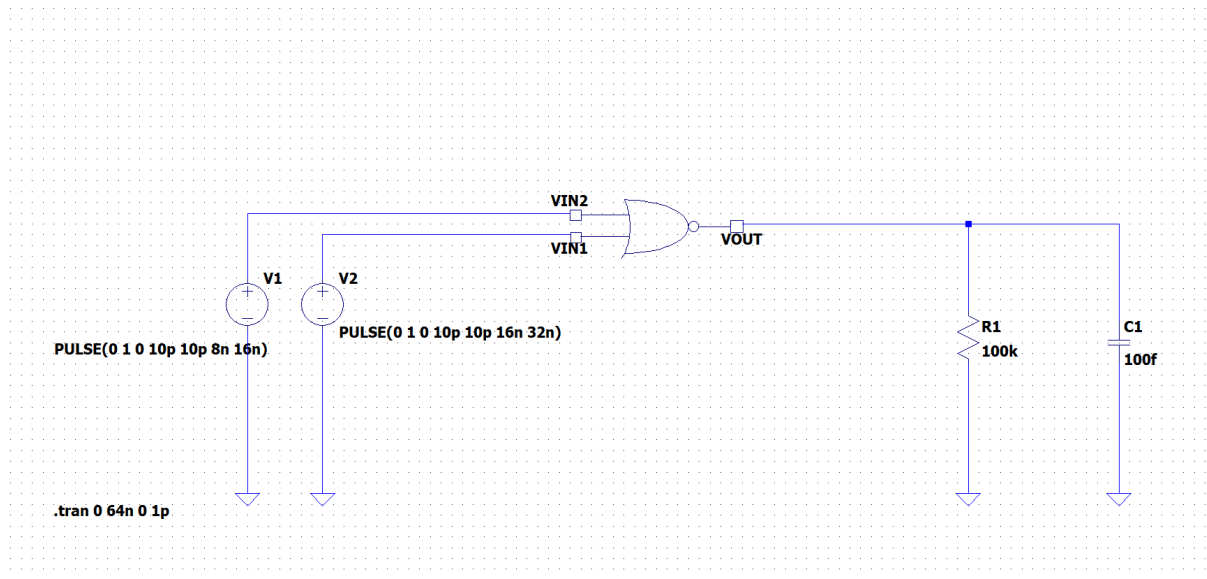 VIN2
VIN1
VOUT
V1
V2
PULSE(0 1 0 10p 10p 16n 32n)
PULSE(0 1 0 10p 10p 8n 16n)
R1
100k
C1
100f
.tran 0 64n 0 1p